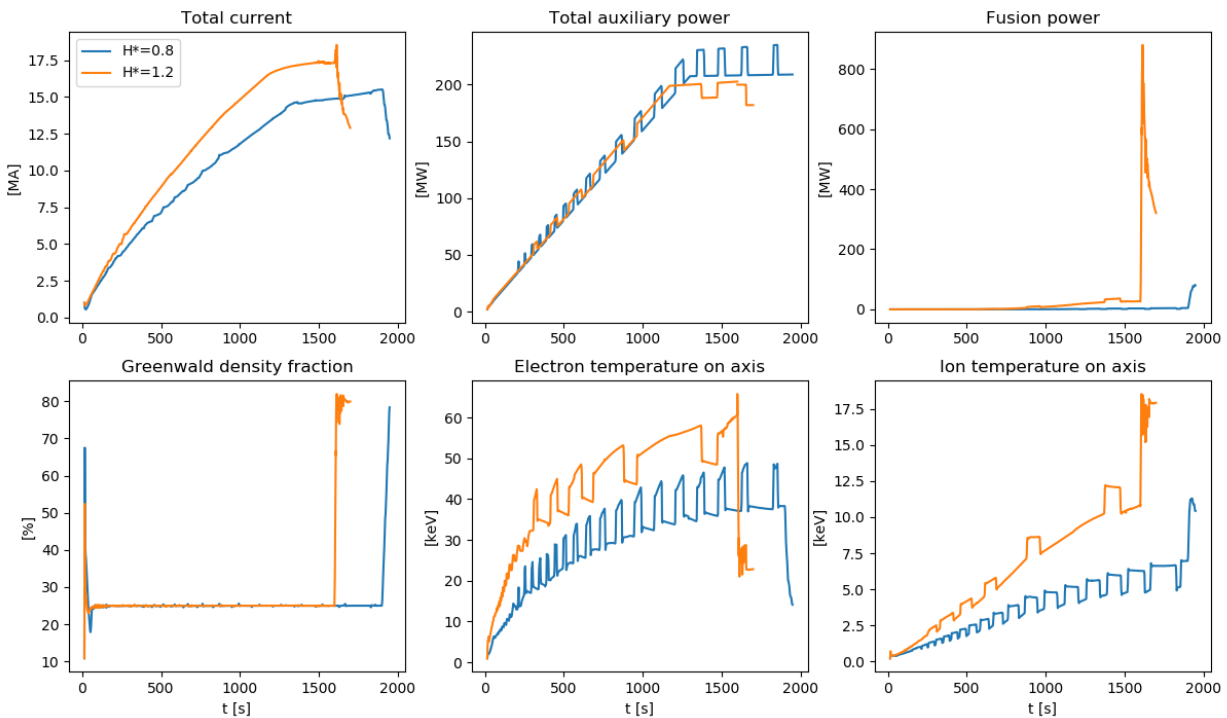 Total current
Total auxiliary power
Fusion power
H*=0.8
H*=1.2
[MA]
17.5
15.0
12.5
10.0
7.5
5.0
2.5
0.0
0 500 1000 1500 2000
[MW]
200
150
100
50
0
0 500 1000 1500 2000
[MW]
800
600
400
200
0
0 500 1000 1500 2000
Greenwald density fraction
Electron temperature on axis
Ion temperature on axis
[%]
80
70
60
50
40
30
20
10
0 500 1000 1500 2000
t [s]
[keV]
60
50
40
30
20
10
0
0 500 1000 1500 2000
t [s]
[keV]
17.5
15.0
12.5
10.0
7.5
5.0
2.5
0.0
0 500 1000 1500 2000
t [s]